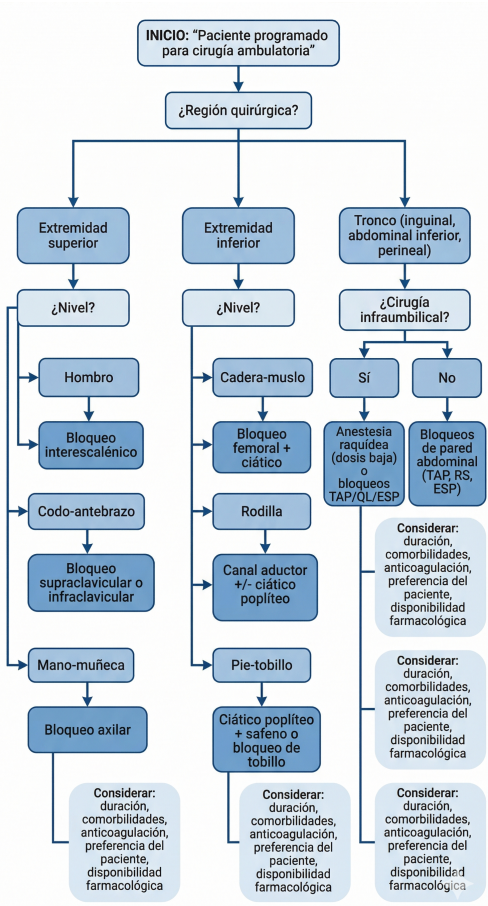 INICIO: “Paciente programado
para cirugía ambulatoria”
¿Región quirúrgica?
Extremidad
superior
¿Nivel?
Hombro
Bloqueo
interescalénico
Codo-antebrazo
Bloqueo
supraclavicular o
infraclavicular
Mano-muñeca
Bloqueo axilar
Considerar:
duración,
comorbilidades,
anticoagulación,
preferencia del
paciente,
disponibilidad
farmacológica
Extremidad
inferior
¿Nivel?
Cadera-muslo
Bloqueo
femoral +
ciático
Rodilla
Canal aductor
+/- ciático
poplíteo
Pie-tobillo
Ciático poplíteo
+ safeno o
bloqueo de
tobillo
Considerar:
duración,
comorbilidades,
anticoagulación,
preferencia del
paciente,
disponibilidad
farmacológica
Tronco (inguinal,
abdominal inferior,
perineal)
¿Cirugía
infraumbilical?
Sí
Anestesia
raquídea
(dosis baja)
o
bloqueos
TAP/QL/ESP
No
Bloqueos
de pared
abdominal
(TAP, RS,
ESP)
Considerar:
duración,
comorbilidades,
anticoagulación,
preferencia del
paciente,
disponibilidad
farmacológica
Considerar:
duración,
comorbilidades,
anticoagulación,
preferencia del
paciente,
disponibilidad
farmacológica
Considerar:
duración,
comorbilidades,
anticoagulación,
preferencia del
paciente,
disponibilidad
farmacológica